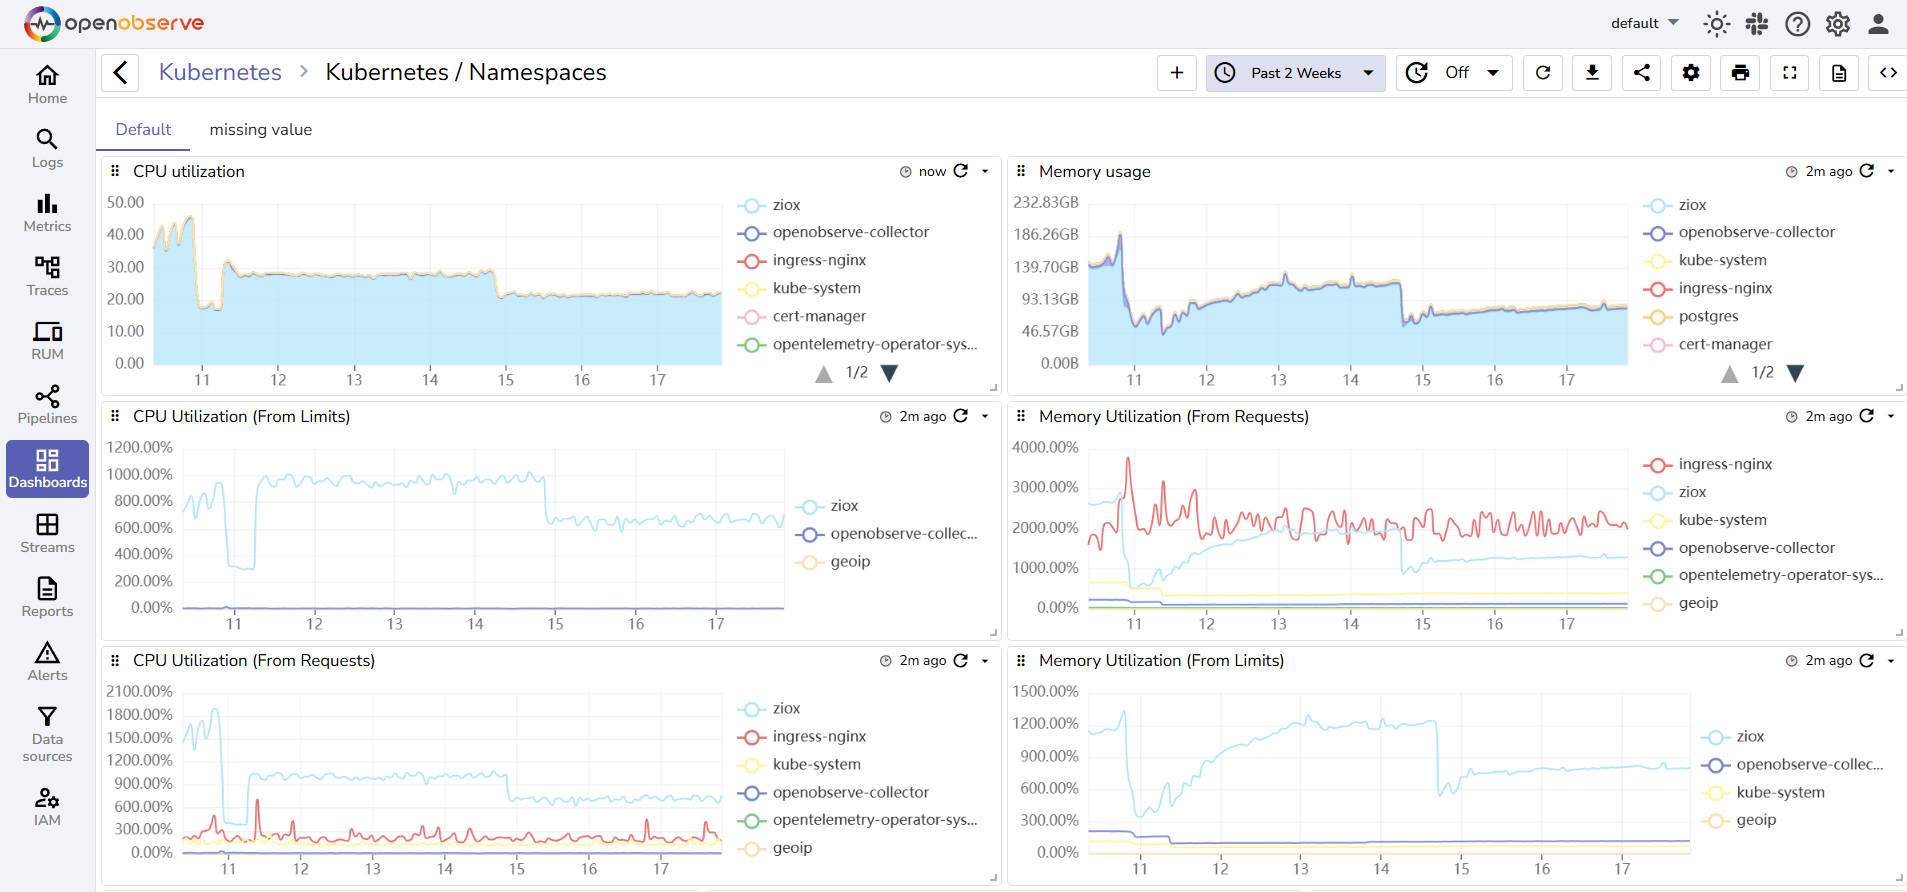 openobserve
default
Kubernetes
Kubernetes / Namespaces
Past 2 Weeks
Off
Home
Logs
Metrics
Traces
RUM
Pipelines
Dashboards
Streams
Reports
Alerts
Data
sources
IAM
Default
missing value
CPU utilization
now
50.00
40.00
30.00
20.00
10.00
0.00
11 12 13 14 15 16 17
ziox
openobserve-collector
ingress-nginx
kube-system
cert-manager
opentelemetry-operator-sys...
1/2
Memory usage
2m ago
232.83GB
186.26GB
139.70GB
93.13GB
46.57GB
0.00B
11 12 13 14 15 16 17
ziox
openobserve-collector
kube-system
ingress-nginx
postgres
cert-manager
1/2
CPU Utilization (From Limits)
2m ago
1200.00%
1000.00%
800.00%
600.00%
400.00%
200.00%
0.00%
11 12 13 14 15 16 17
ziox
openobserve-collec...
geoip
Memory Utilization (From Requests)
2m ago
4000.00%
3000.00%
2000.00%
1000.00%
0.00%
11 12 13 14 15 16 17
ingress-nginx
ziox
kube-system
openobserve-collector
opentelemetry-operator-sys...
geoip
CPU Utilization (From Requests)
2m ago
2100.00%
1800.00%
1500.00%
1200.00%
900.00%
600.00%
300.00%
0.00%
11 12 13 14 15 16 17
ziox
ingress-nginx
kube-system
openobserve-collector
opentelemetry-operator-sys...
geoip
Memory Utilization (From Limits)
2m ago
1500.00%
1200.00%
900.00%
600.00%
300.00%
0.00%
11 12 13 14 15 16 17
ziox
openobserve-collec...
kube-system
geoip